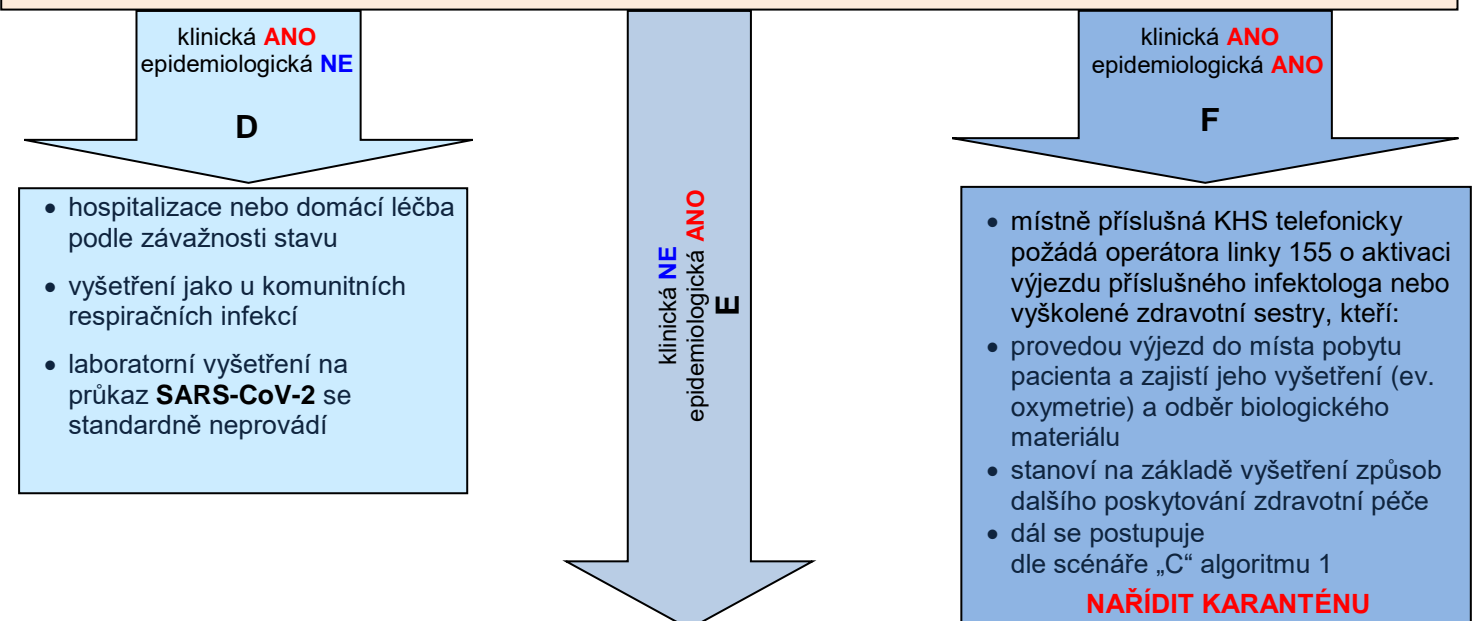 klinická ANO
epidemiologická NE
D
• hospitalizace nebo domácí léčba
podle závažnosti stavu
• vyšetření jako u komunitních
respiračních infekcí
• laboratorní vyšetření na
průkaz SARS-CoV-2 se
standardně neprovádí
klinická NE
epidemiologická ANO
E
klinická ANO
epidemiologická ANO
F
• místně příslušná KHS telefonicky
požádá operátora linky 155 o aktivaci
výjezdu příslušného infektologa nebo
vyškolené zdravotní sestry, kteří:
• provedou výjezd do místa pobytu
pacienta a zajistí jeho vyšetření (ev.
oxymetrie) a odběr biologického
materiálu
• stanoví na základě vyšetření způsob
dalšího poskytování zdravotní péče
• dál se postupuje
dle scénáře „C“ algoritmu 1
NAŘÍDIT KARANTÉNU